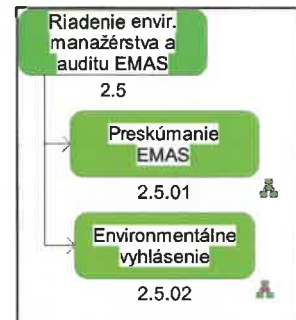 Riadenie envir.
manažérstva a
auditu EMAS
2.5
Preskúmanie
EMAS
2.5.01
Environmentálne
vyhlásenie
2.5.02